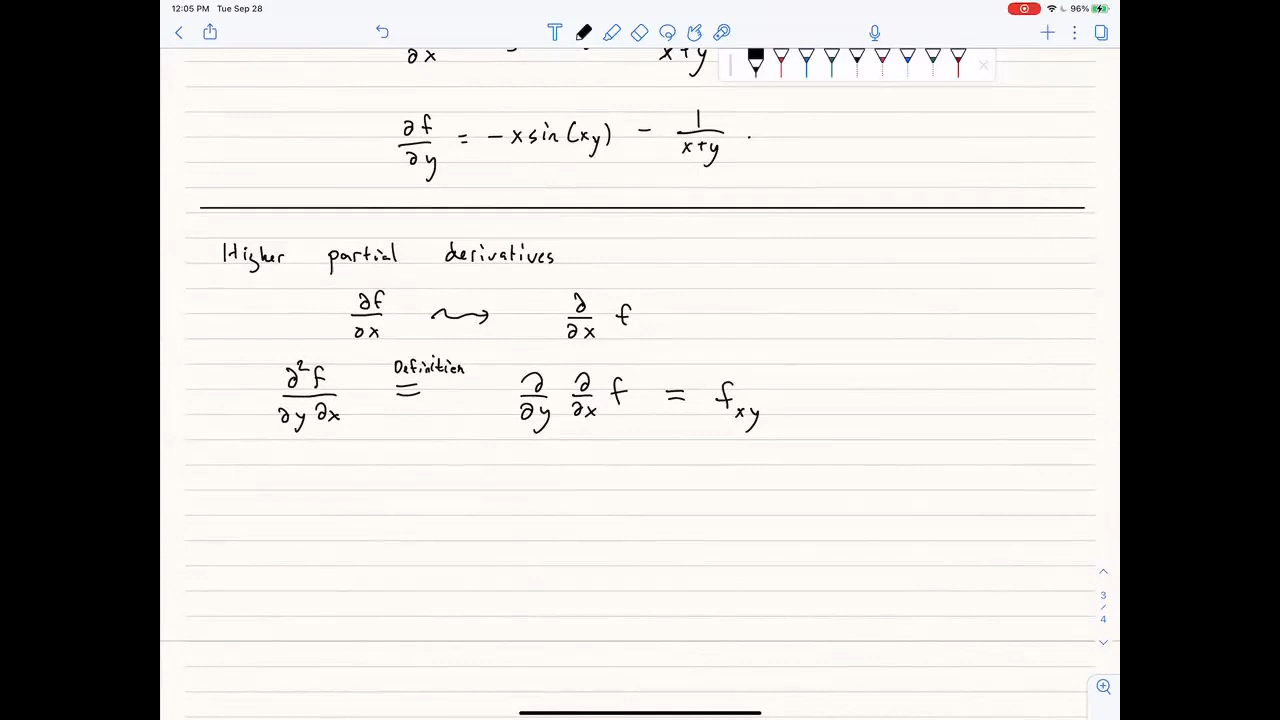 12:05 PM Tue Sep 28
96%
∂x
x+y
∂f/∂y = -x sin(xy) - 1/(x+y) .
Higher partial derivatives
∂f/∂x ⇝ ∂/∂x f
∂²f/∂y∂x Definition = ∂/∂y ∂/∂x f = f_xy
3
/
4